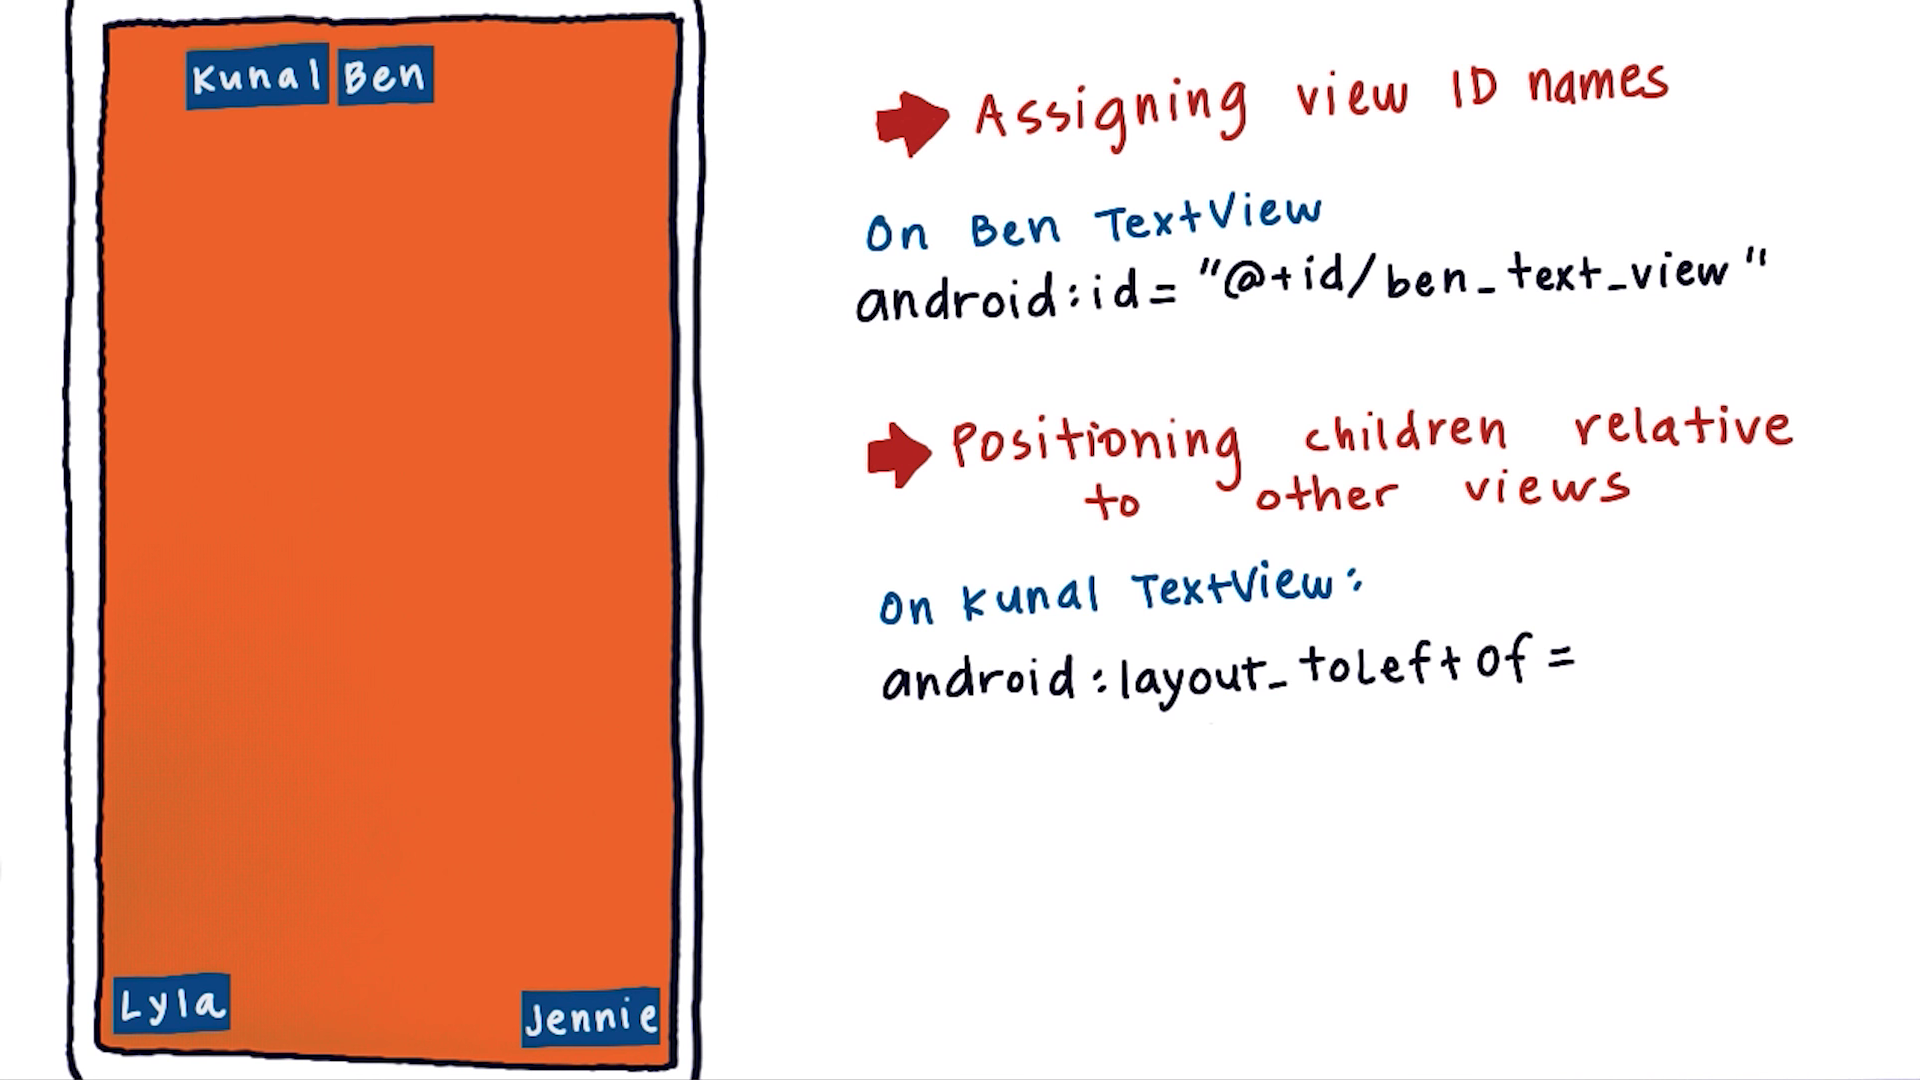 Kunal Ben
Lyla
Jennie
Assigning view ID names
On Ben TextView
android:id="@+id/ben_text_view"
Positioning children relative
to other views
On Kunal TextView:
android:layout_toLeftOf=